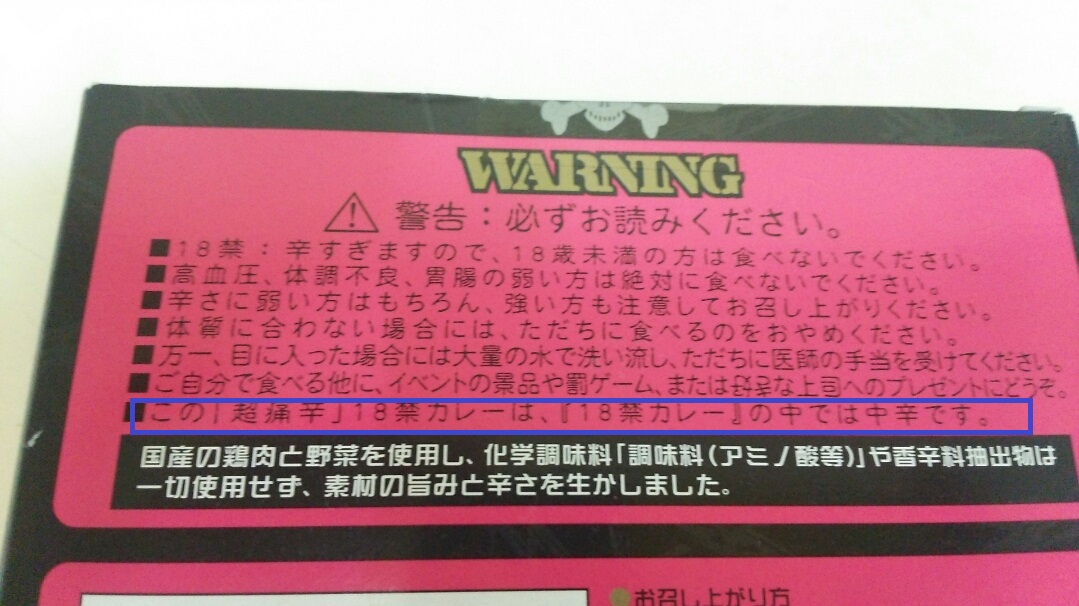 WARNING
警告：必ずお読みください。
■18禁：辛すぎますので、18歳未満の方は食べないでください。
■高血圧、体調不良、胃腸の弱い方は絶対に食べないでください。
■辛さに弱い方はもちろん、強い方も注意してお召し上がりください。
■体質に合わない場合には、ただちに食べるのをおやめください。
■万一、目に入った場合には大量の水で洗い流し、ただちに医師の手当を受けてください。
■ご自分で食べる他に、イベントの景品や罰ゲーム、または な上司へのプレゼントにどうぞ。
■この「超痛辛」18禁カレーは、『18禁カレー』の中では中辛です。
国産の鶏肉と野菜を使用し、化学調味料「調味料（アミノ酸等）」や香辛料抽出物は
一切使用せず、素材の旨みと辛さを生かしました。
●お召し上がり方